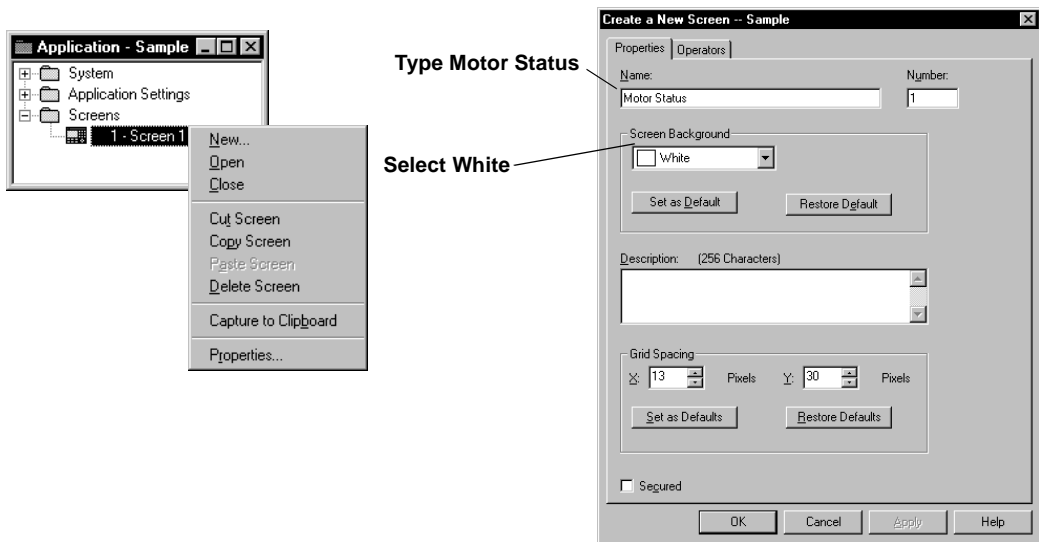 Application - Sample
System
Application Settings
Screens
1 - Screen 1
New...
Open
Close
Cut Screen
Copy Screen
Paste Screen
Delete Screen
Capture to Clipboard
Properties...
Type Motor Status
Select White
Create a New Screen -- Sample
Properties Operators
Name: Number:
Motor Status 1
Screen Background
White
Set as Default Restore Default
Description: (256 Characters)
Grid Spacing
X: 13 Pixels Y: 30 Pixels
Set as Defaults Restore Defaults
Secured
OK Cancel Apply Help